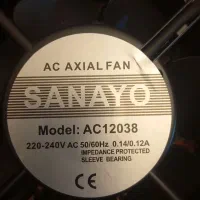 AC AXIAL FAN
SANAYO
Model: AC12038
220-240V AC 50/60Hz 0.14/0.12A
IMPEDANCE PROTECTED
SLEEVE BEARING